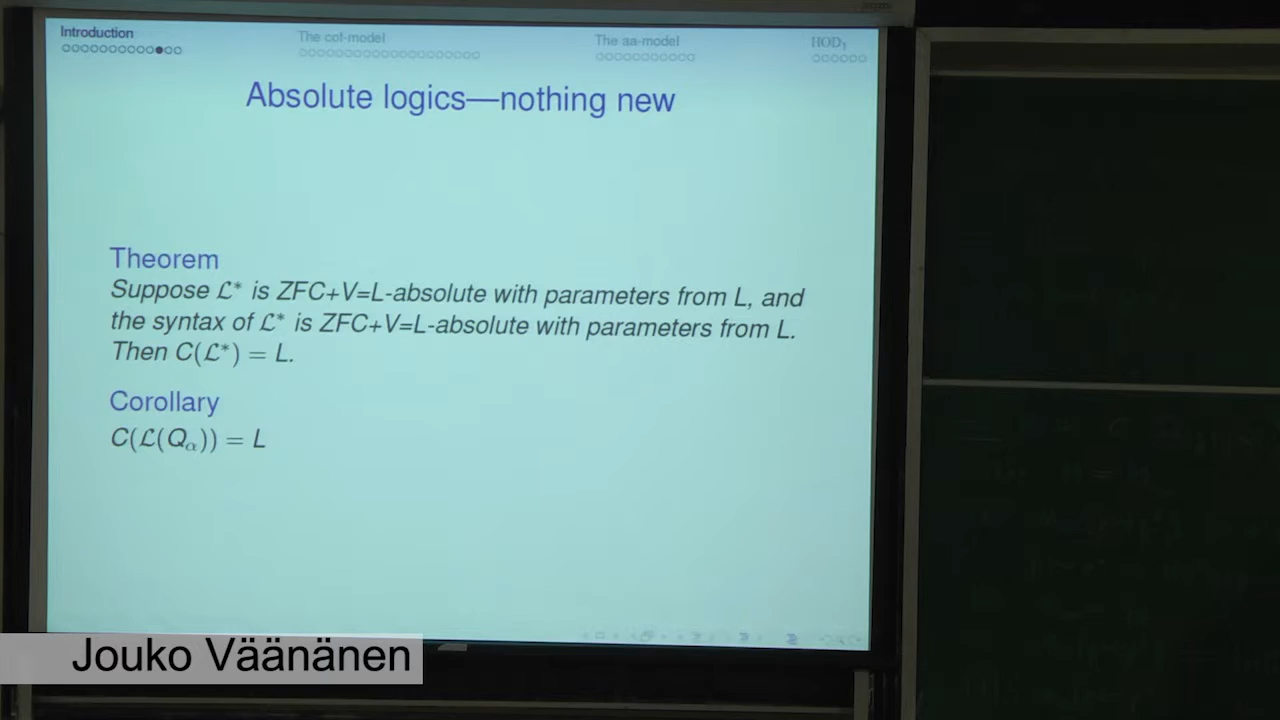 Introduction
The cof-model
The aa-model
HOD₁
Absolute logics—nothing new
Theorem
Suppose ℒ* is ZFC+V=L-absolute with parameters from L, and
the syntax of ℒ* is ZFC+V=L-absolute with parameters from L.
Then C(ℒ*) = L.
Corollary
C(ℒ(Qα)) = L
Jouko Väänänen